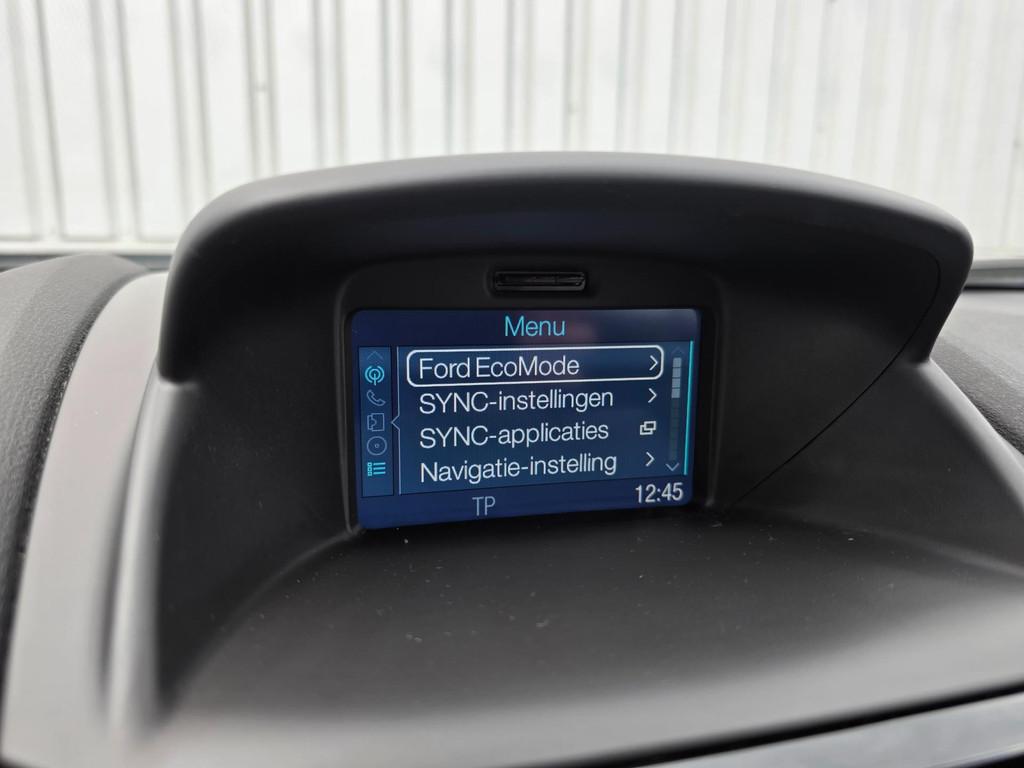 Menu
Ford EcoMode
SYNC-instellingen
SYNC-applicaties
Navigatie-instelling
TP
12:45